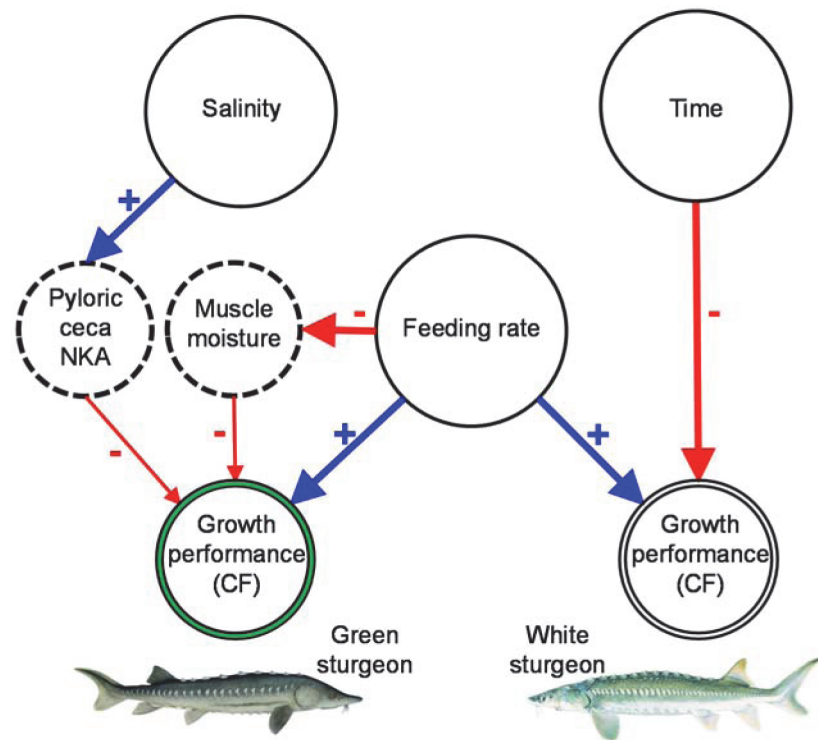 Salinity
Time
+
Pyloric
ceca
NKA
Muscle
moisture
-
Feeding rate
-
-
-
+
+
Growth
performance
(CF)
Growth
performance
(CF)
Green
sturgeon
White
sturgeon